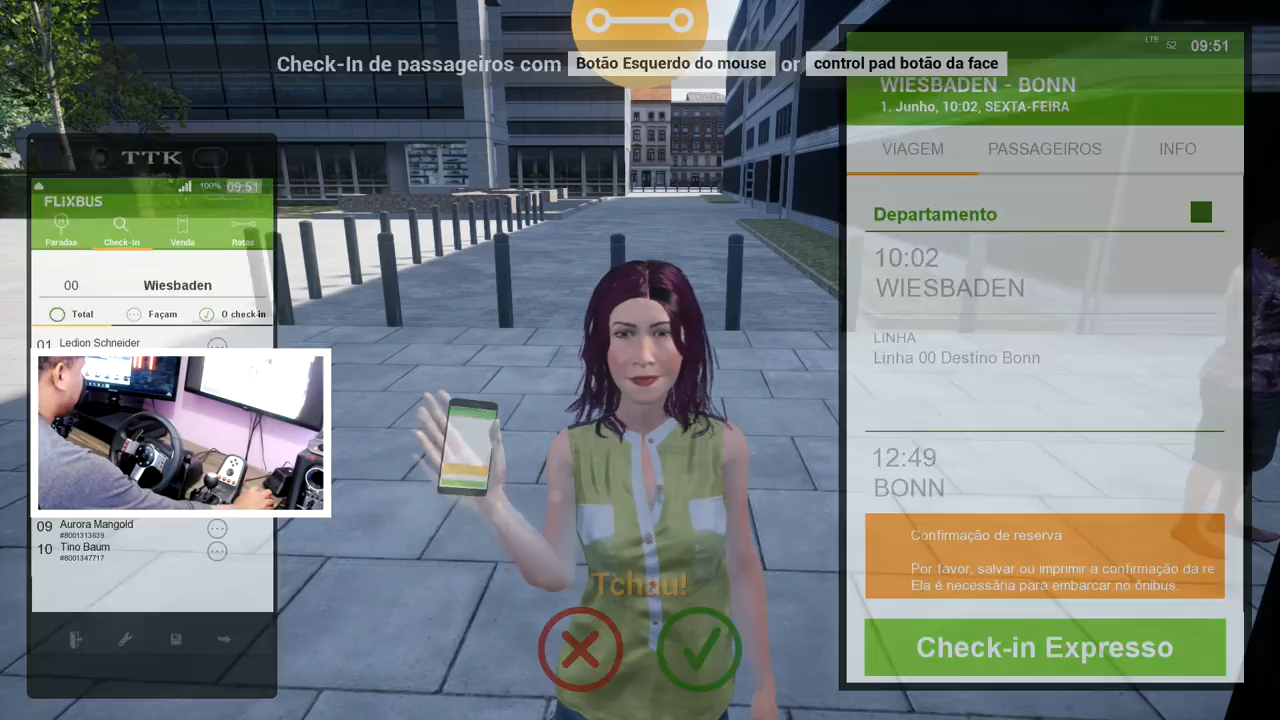 Check-In de passageiros com Botão Esquerdo do mouse or control pad botão da face
TTK
100% 09:51
FLIXBUS
Paradas Check-in Venda Rotas
00 Wiesbaden
Total Façam O check-in
01 Ledion Schneider
09 Aurora Mangold
#8001313639
10 Tino Baum
#8001347717
Tchau!
LTE 52 09:51
WIESBADEN - BONN
1. Junho, 10:02, SEXTA-FEIRA
VIAGEM PASSAGEIROS INFO
Departamento
10:02
WIESBADEN
LINHA
Linha 00 Destino Bonn
12:49
BONN
Confirmação de reserva
Por favor, salvar ou imprimir a confirmação da re
Ela é necessária para embarcar no ônibus.
Check-in Expresso